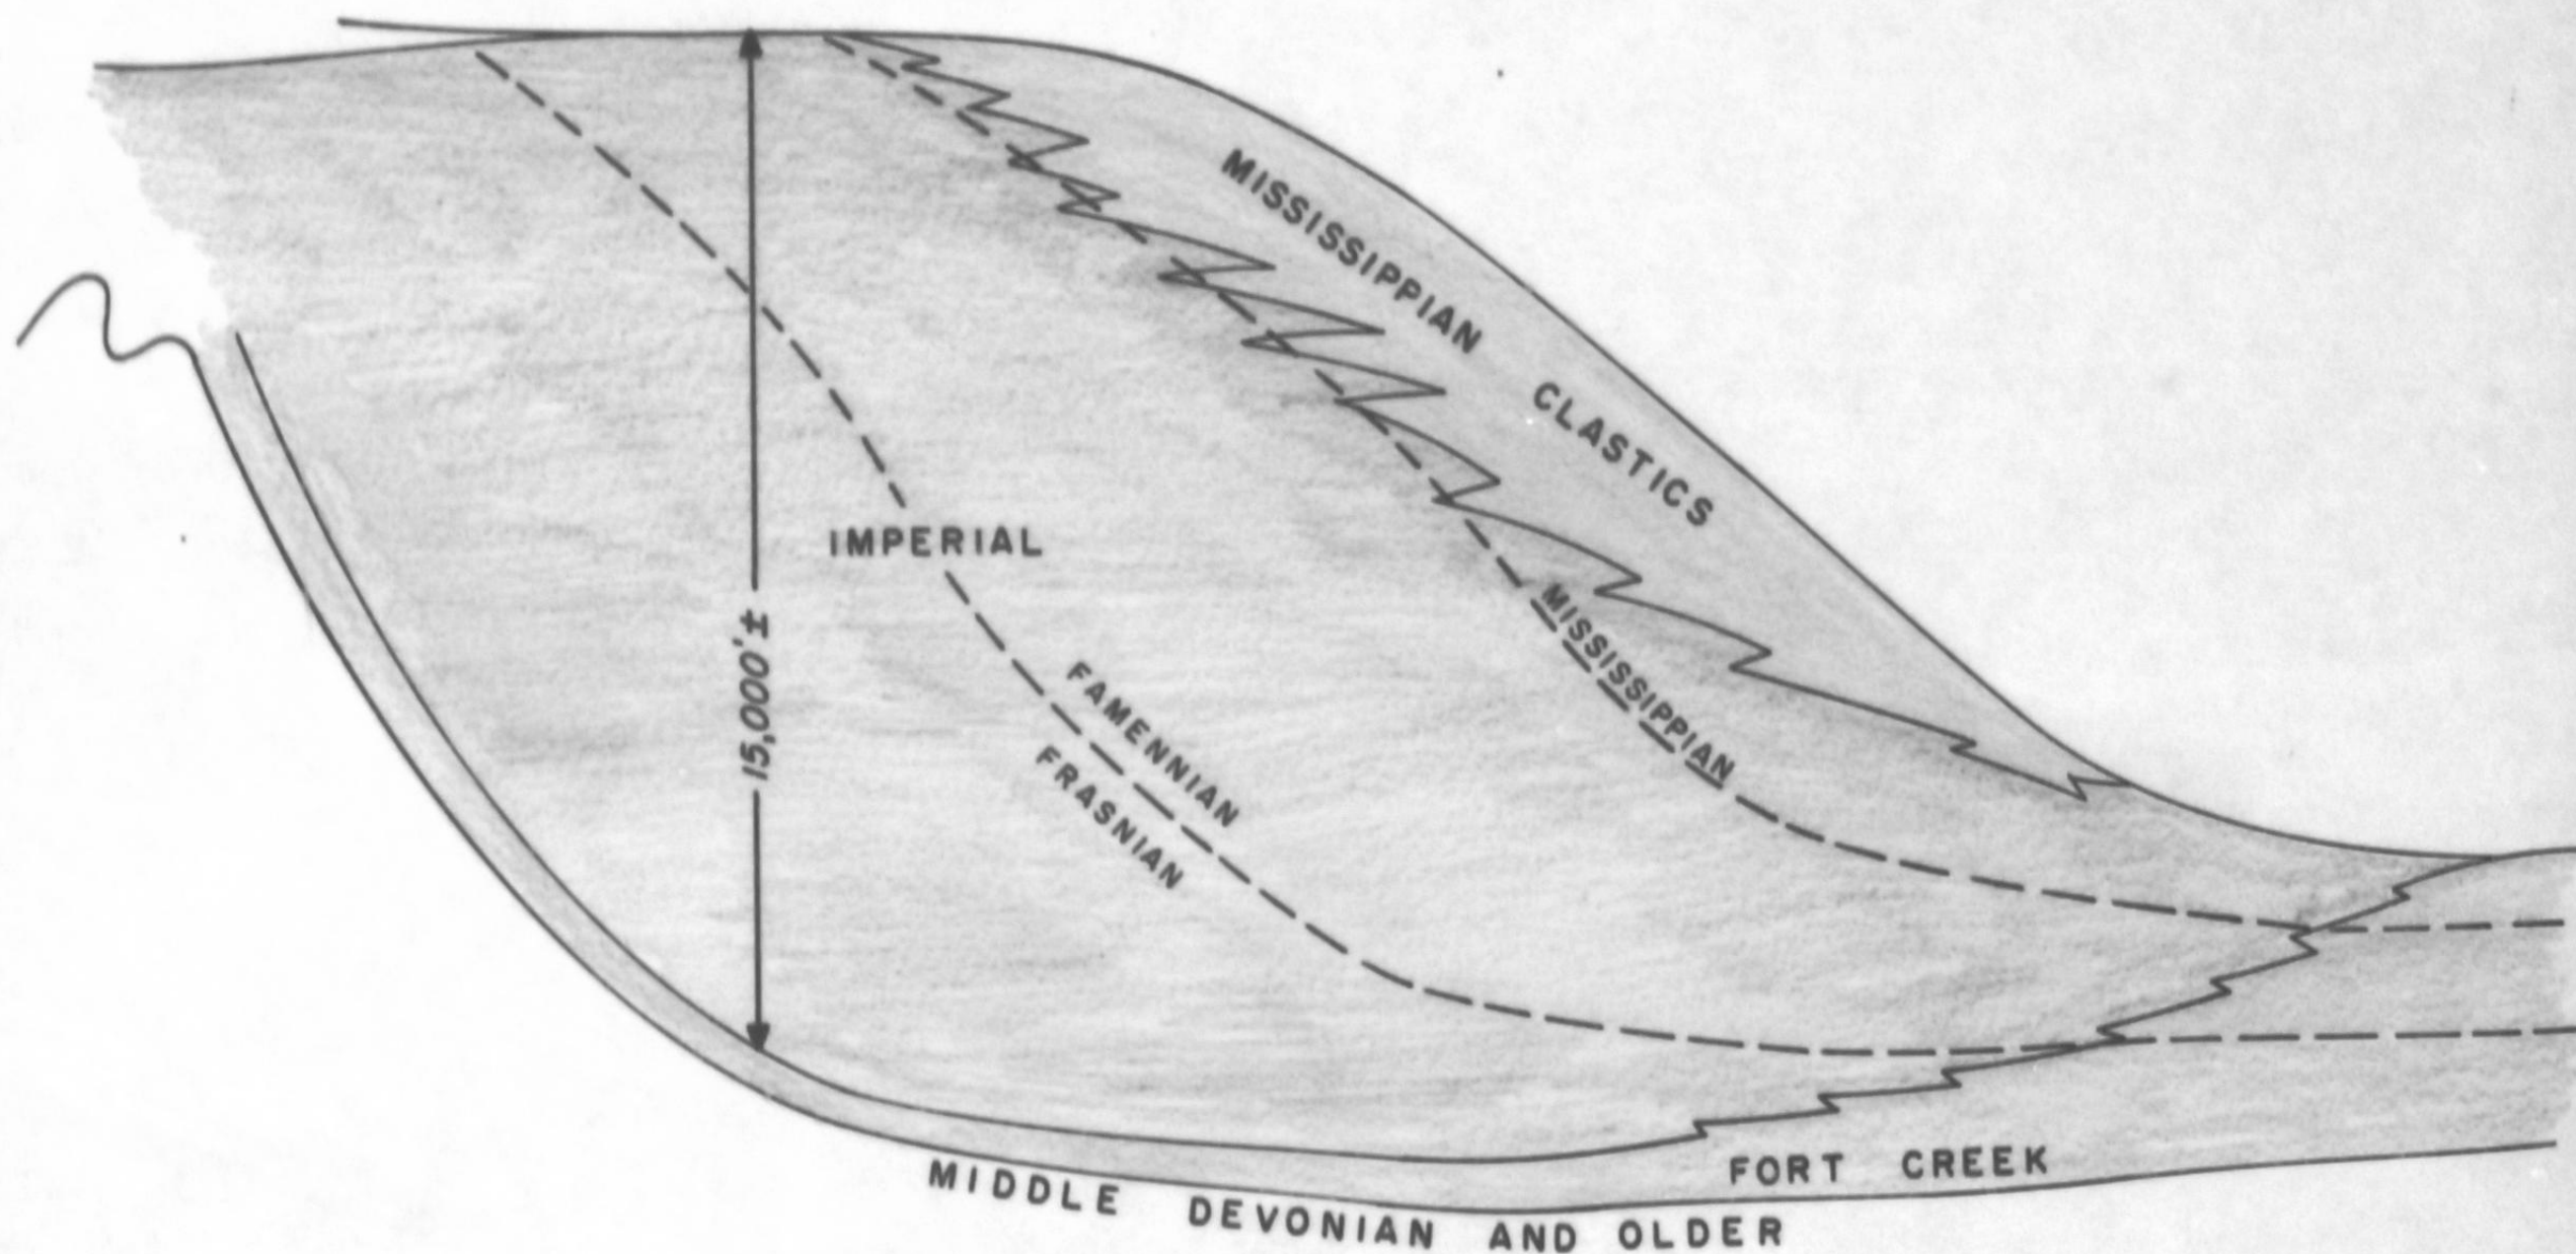 MISSISSIPPIAN CLASTICS
IMPERIAL
15,000'±
MISSISSIPPIAN
FAMENNIAN
FRASNIAN
FORT CREEK
MIDDLE DEVONIAN AND OLDER